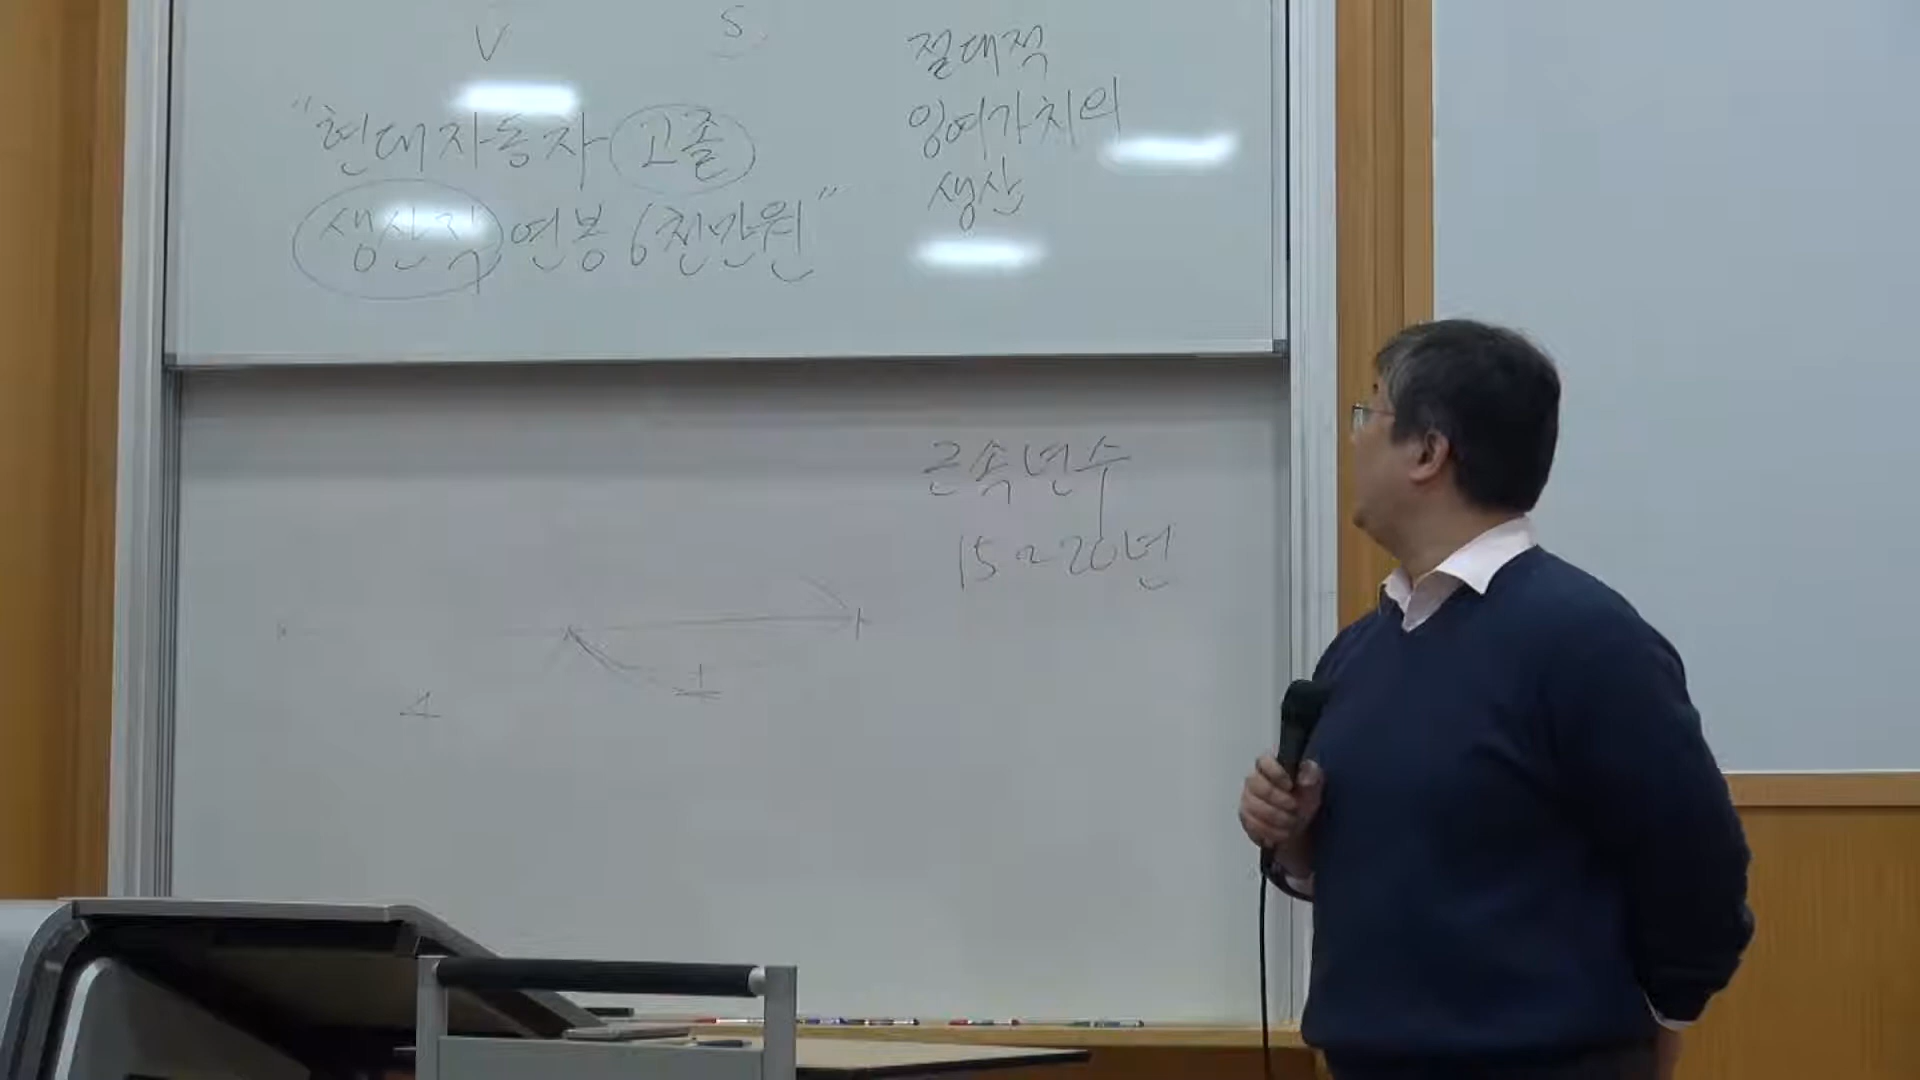 V S
"현대자동차 고졸
생산직 연봉 6천만원"
절대적
잉여가치의
생산
근속년수
15~20년
4